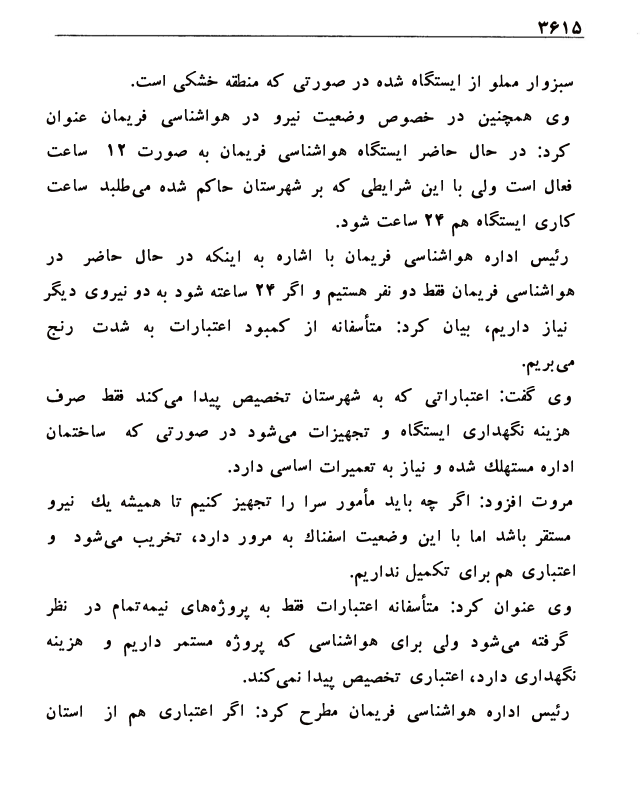 ۳۶۱۵
سبزوار مملو از ایستگاه شده در صورتی که منطقه خشکی است.
وی همچنین در خصوص وضعیت نیرو در هواشناسی فریمان عنوان
کرد: در حال حاضر ایستگاه هواشناسی فریمان به صورت ۱۲ ساعت
فعال است ولی با این شرایطی که بر شهرستان حاکم شده می‌طلبد ساعت
کاری ایستگاه هم ۲۴ ساعت شود.
رئیس اداره هواشناسی فریمان با اشاره به اینکه در حال حاضر در
هواشناسی فریمان فقط دو نفر هستیم و اگر ۲۴ ساعته شود به دو نیروی دیگر
نیاز داریم، بیان کرد: متأسفانه از کمبود اعتبارات به شدت رنج
می‌بریم.
وی گفت: اعتباراتی که به شهرستان تخصیص پیدا می‌کند فقط صرف
هزینه نگهداری ایستگاه و تجهیزات می‌شود در صورتی که ساختمان
اداره مستهلك شده و نیاز به تعمیرات اساسی دارد.
مروت افزود: اگر چه باید مأمور سرا را تجهیز کنیم تا همیشه یك نیرو
مستقر باشد اما با این وضعیت اسفناك به مرور دارد، تخریب می‌شود و
اعتباری هم برای تکمیل نداریم.
وی عنوان کرد: متأسفانه اعتبارات فقط به پروژه‌های نیمه‌تمام در نظر
گرفته می‌شود ولی برای هواشناسی که پروژه مستمر داریم و هزینه
نگهداری دارد، اعتباری تخصیص پیدا نمی‌کند.
رئیس اداره هواشناسی فریمان مطرح کرد: اگر اعتباری هم از استان